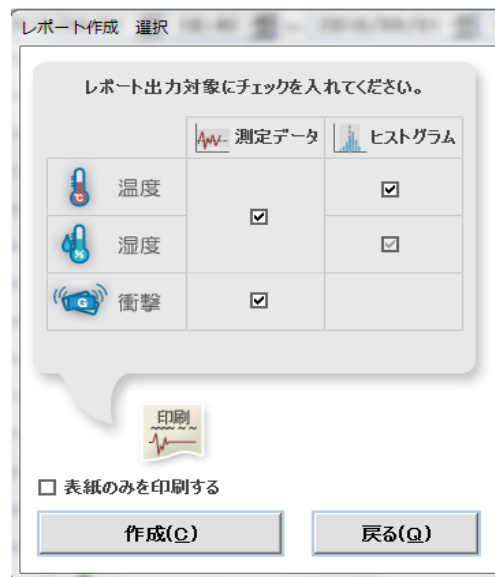 レポート作成 選択
レポート出力対象にチェックを入れてください。
測定データ ヒストグラム
℃ 温度
% 湿度
G 衝撃
印刷
表紙のみを印刷する
作成(C) 戻る(Q)